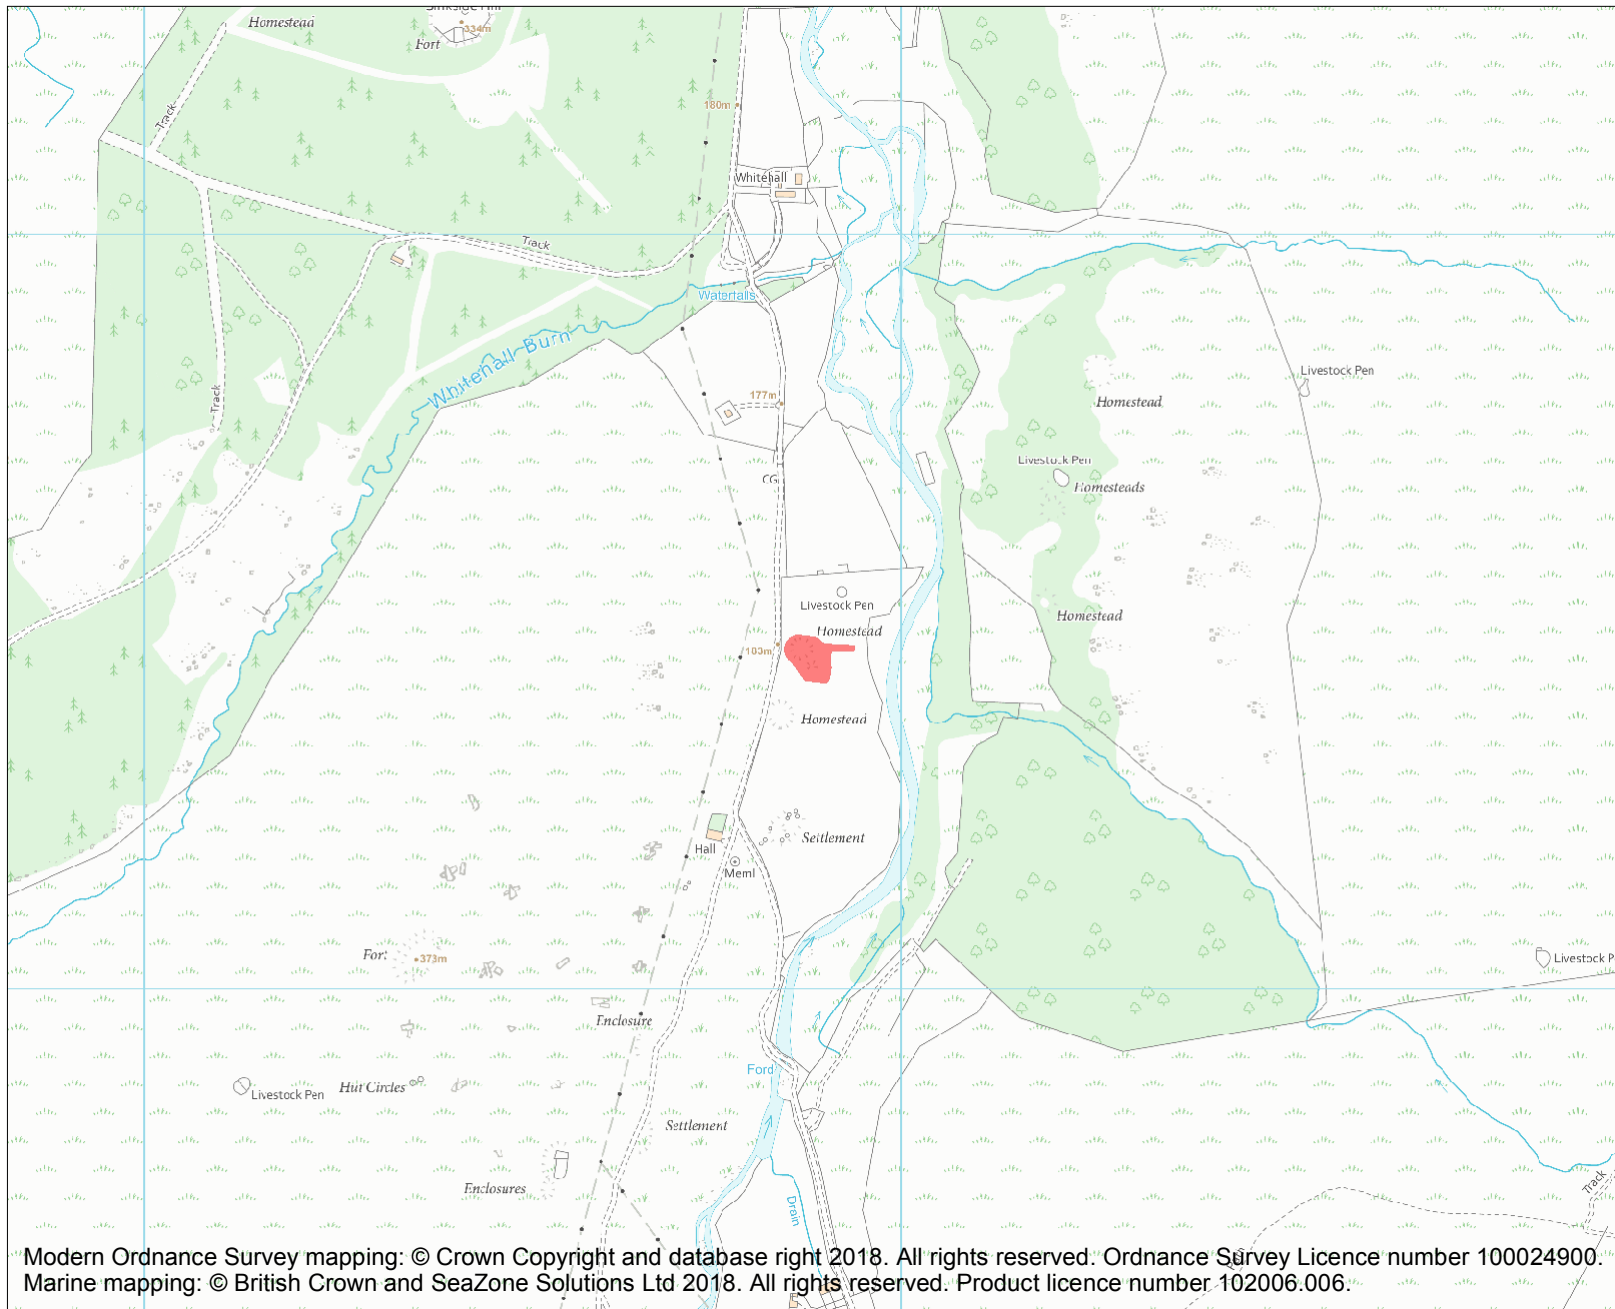 Homestead
334m
Fort
Track
180m
Whitehall
Track
Waterfalls
Whitehall Burn
Track
177m
Livestock Pen
Homestead
Livestock Pen
CG
Homesteads
Livestock Pen
Homestead
Homestead
Homestead
Settlement
Hall
Meml
373m
Livestock P
Enclosure
Ford
Hut Circles
Livestock Pen
Settlement
Enclosures
Track
Drain
Modern Ordnance Survey mapping: © Crown Copyright and database right 2018. All rights reserved. Ordnance Survey Licence number 100024900.
Marine mapping: © British Crown and SeaZone Solutions Ltd 2018. All rights reserved. Product licence number 102006.006.